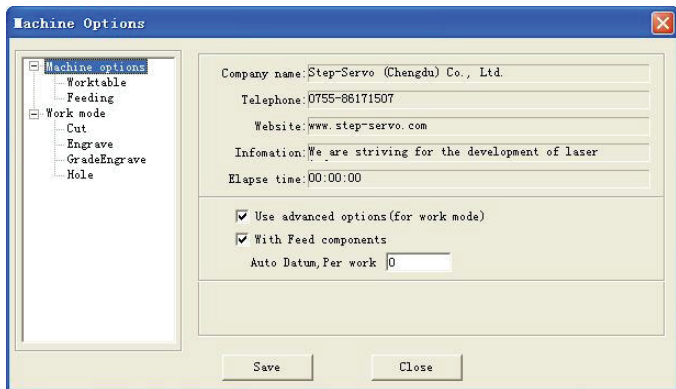 Machine Options
Machine options
Worktable
Feeding
Work mode
Cut
Engrave
GradeEngrave
Hole
Company name: Step-Servo (Chengdu) Co., Ltd.
Telephone: 0755-86171507
Website: www.step-servo.com
Infomation: We are striving for the development of laser
Elapse time: 00:00:00
Use advanced options(for work mode)
With Feed components
Auto Datum,Per work 0
Save Close